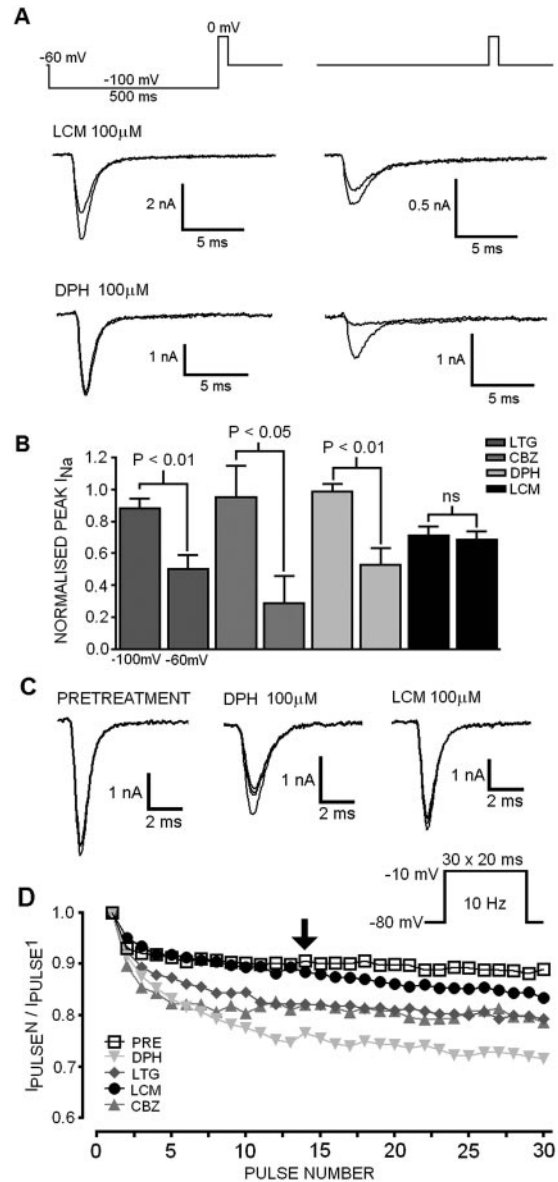 A
0 mV
-60 mV
-100 mV
500 ms
LCM 100µM
2 nA
5 ms
0.5 nA
5 ms
DPH 100µM
1 nA
5 ms
1 nA
5 ms
B
P < 0.01
P < 0.05
P < 0.01
ns
LTG
CBZ
DPH
LCM
NORMALISED PEAK INa
1.2
1.0
0.8
0.6
0.4
0.2
0.0
-100mV
-60mV
C
PRETREATMENT
DPH 100µM
LCM 100µM
1 nA
2 ms
1 nA
2 ms
1 nA
2 ms
30 x 20 ms
-10 mV
10 Hz
-80 mV
D
IPULSEN / IPULSE1
1.0
0.9
0.8
0.7
0.6
PRE
DPH
LTG
LCM
CBZ
0 5 10 15 20 25 30
PULSE NUMBER